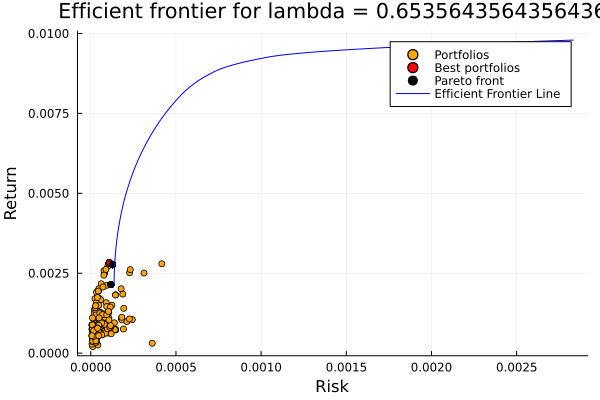 Efficient frontier for lambda = 0.6535643564356436
0.0100
0.0075
0.0050
0.0025
0.0000
Return
Portfolios
Best portfolios
Pareto front
Efficient Frontier Line
0.0000 0.0005 0.0010 0.0015 0.0020 0.0025
Risk